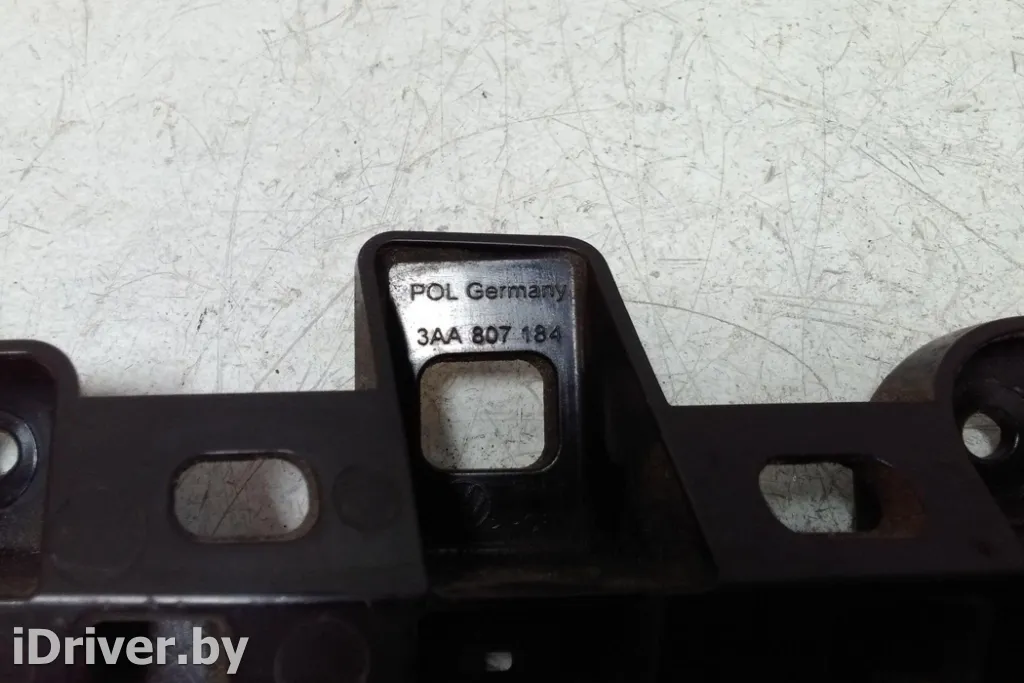 POL Germany
3AA 807 184
iDriver.by